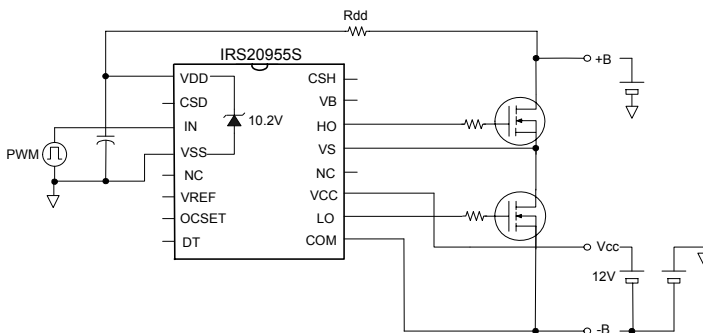 Rdd
IRS20955S
+B
VDD
CSH
CSD
VB
IN
10.2V
HO
PWM
VSS
VS
NC
NC
VREF
VCC
OCSET
LO
DT
COM
Vcc
12V
-B